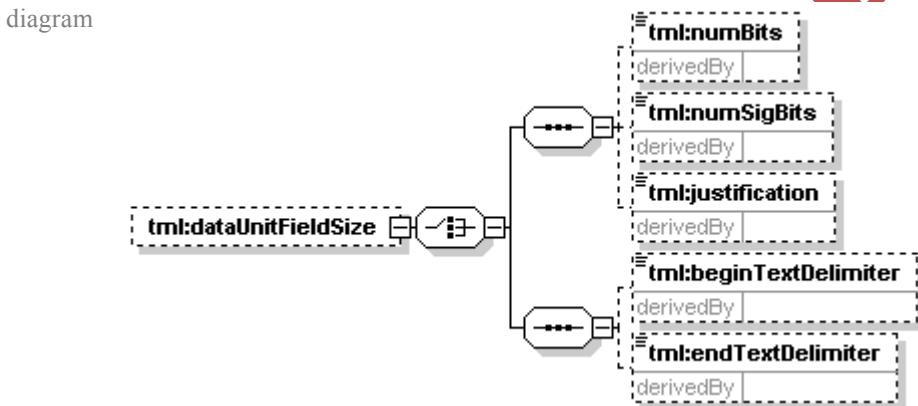 diagram
tml:numBits
derivedBy
tml:numSigBits
derivedBy
tml:justification
derivedBy
tml:dataUnitFieldSize
tml:beginTextDelimiter
derivedBy
tml:endTextDelimiter
derivedBy